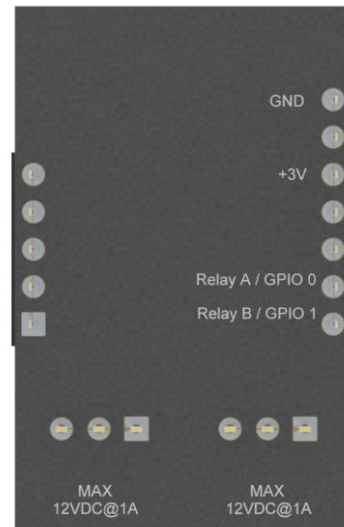 GND
+3V
Relay A / GPIO 0
Relay B / GPIO 1
MAX
12VDC@1A
MAX
12VDC@1A